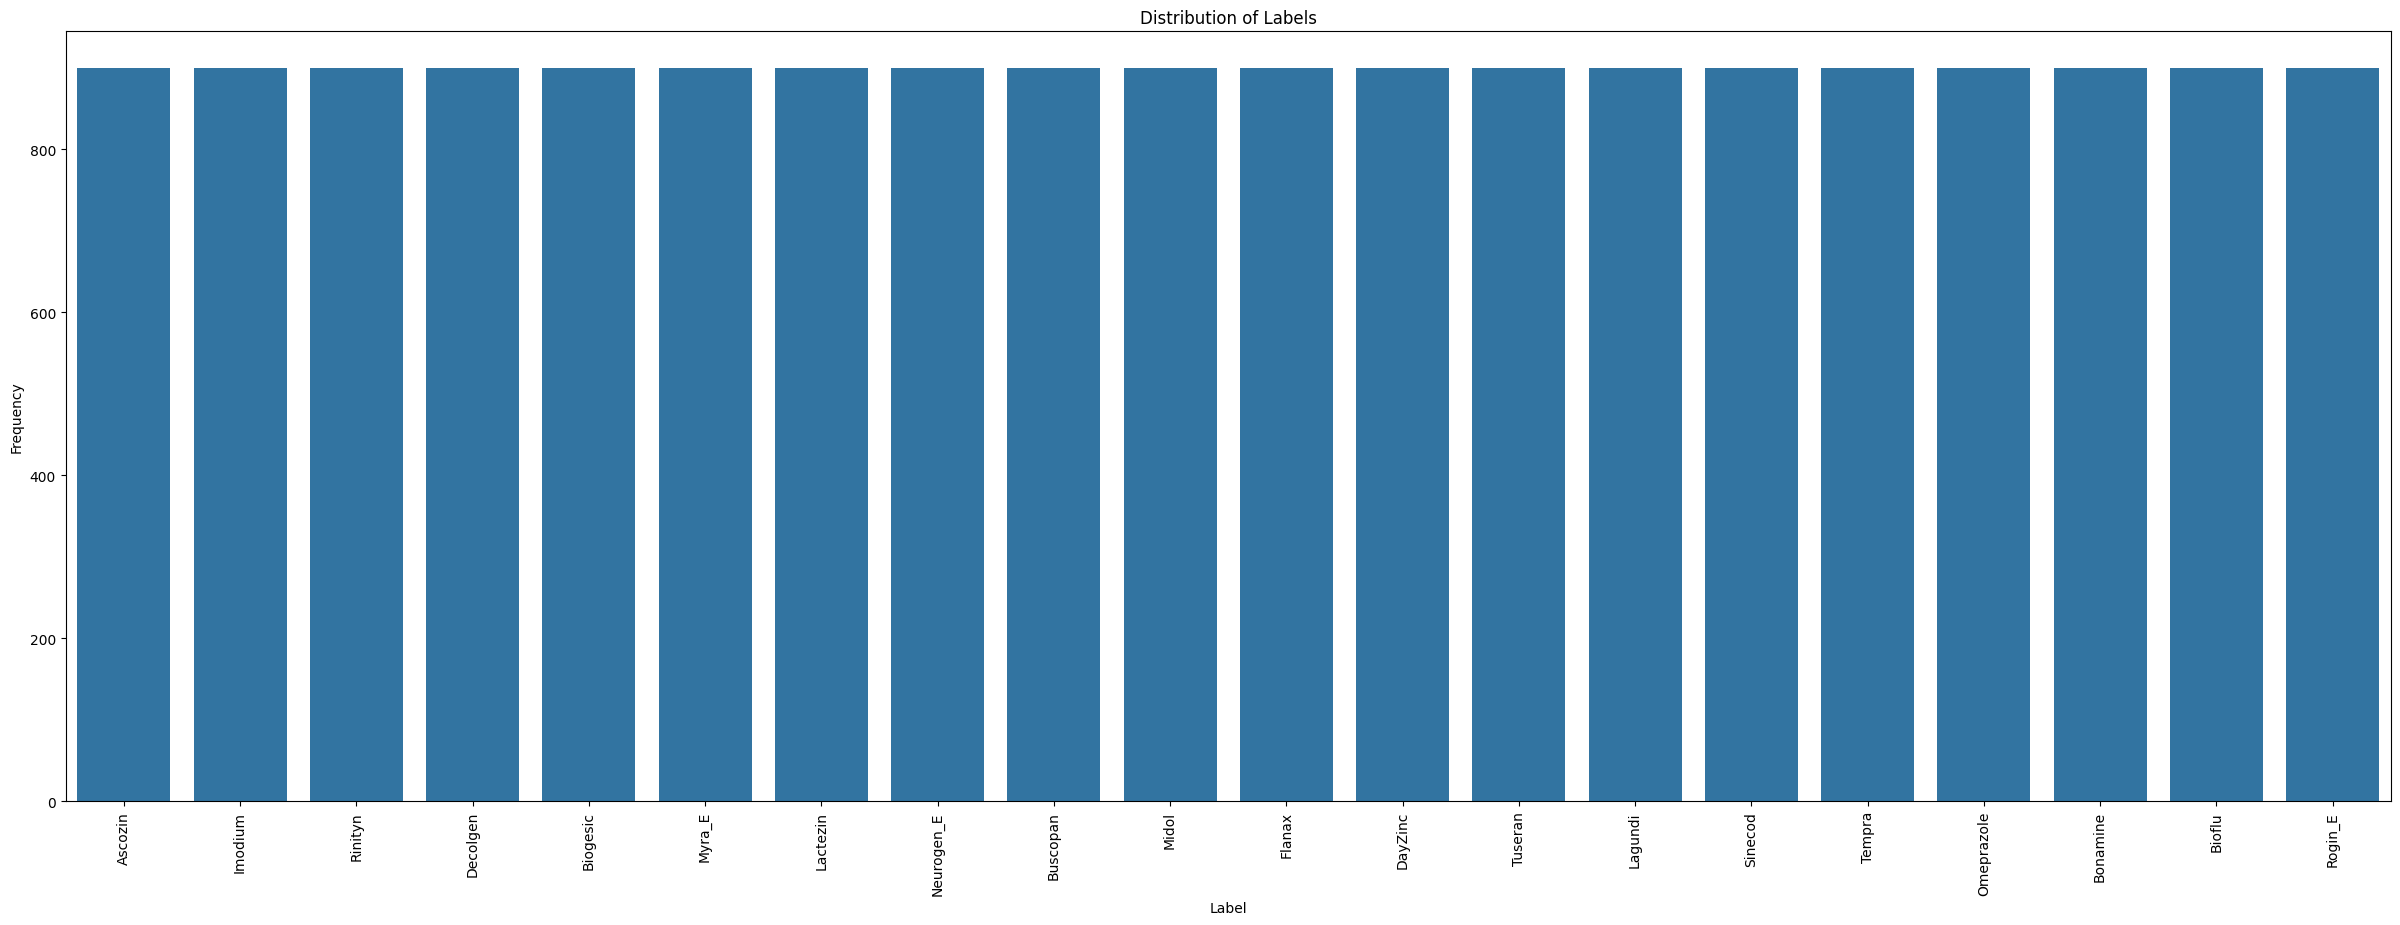 Distribution of Labels
Frequency
800
600
400
200
0
Ascozin
Imodium
Rinityn
Decolgen
Biogesic
Myra_E
Lactezin
Neurogen_E
Buscopan
Midol
Flanax
DayZinc
Tuseran
Lagundi
Sinecod
Tempra
Omeprazole
Bonamine
Bioflu
Rogin_E
Label